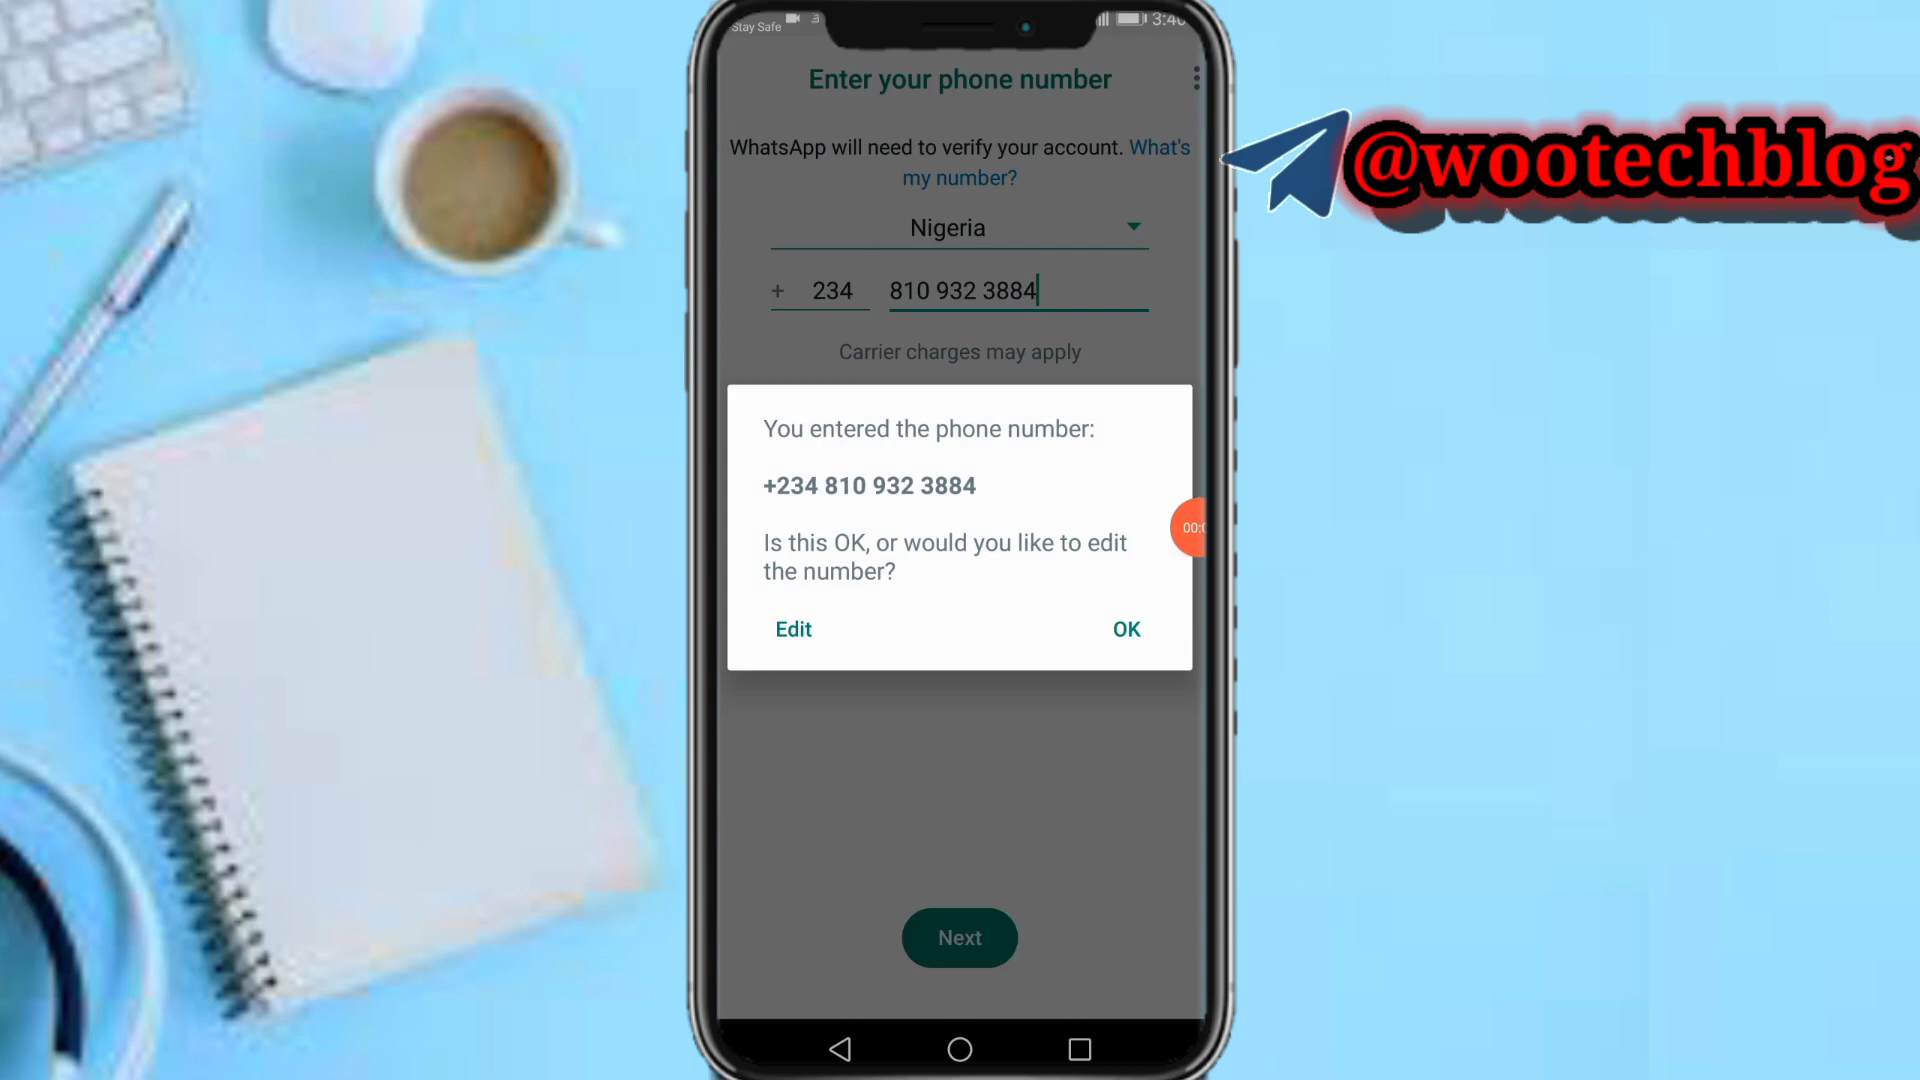 Stay Safe
3:40
Enter your phone number
WhatsApp will need to verify your account. What's
my number?
Nigeria
+ 234 810 932 3884
Carrier charges may apply
You entered the phone number:
+234 810 932 3884
Is this OK, or would you like to edit
the number?
Edit OK
Next
@wootechblog